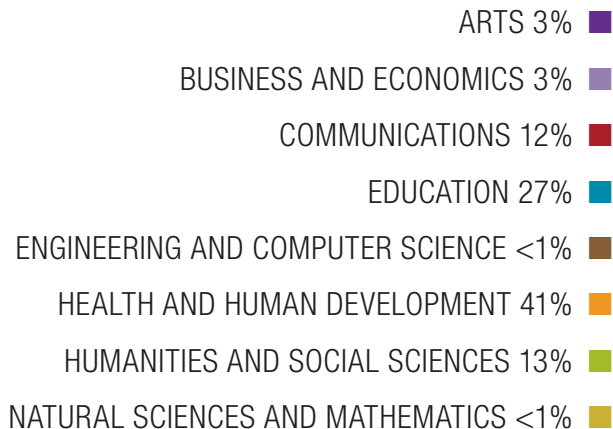 ARTS 3%
BUSINESS AND ECONOMICS 3%
COMMUNICATIONS 12%
EDUCATION 27%
ENGINEERING AND COMPUTER SCIENCE <1%
HEALTH AND HUMAN DEVELOPMENT 41%
HUMANITIES AND SOCIAL SCIENCES 13%
NATURAL SCIENCES AND MATHEMATICS <1%